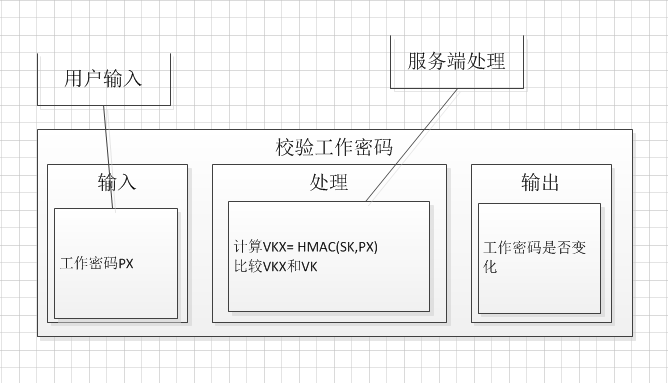 用户输入
服务端处理
校验工作密码
输入
处理
输出
工作密码PX
计算VKX= HMAC(SK,PX)
比较VKX和VK
工作密码是否变
化